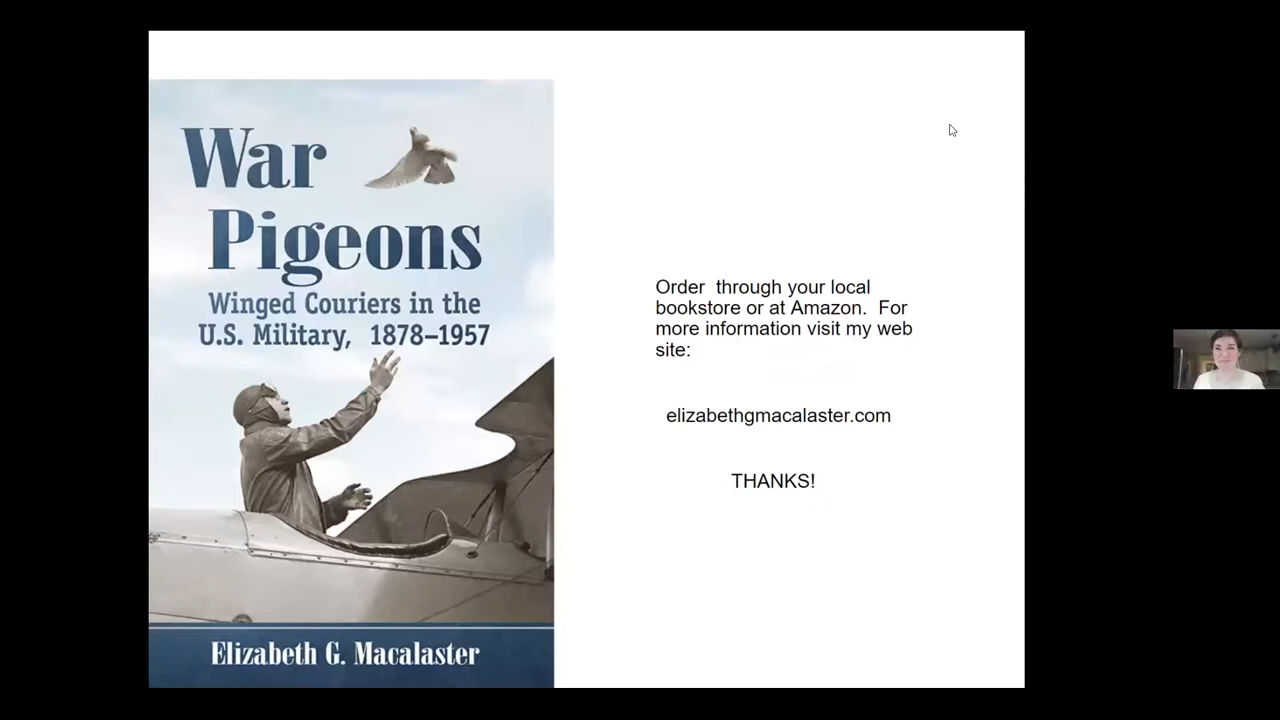 War
Pigeons
Winged Couriers in the
U.S. Military, 1878–1957
Elizabeth G. Macalaster
Order through your local
bookstore or at Amazon. For
more information visit my web
site:
elizabethgmacalaster.com
THANKS!